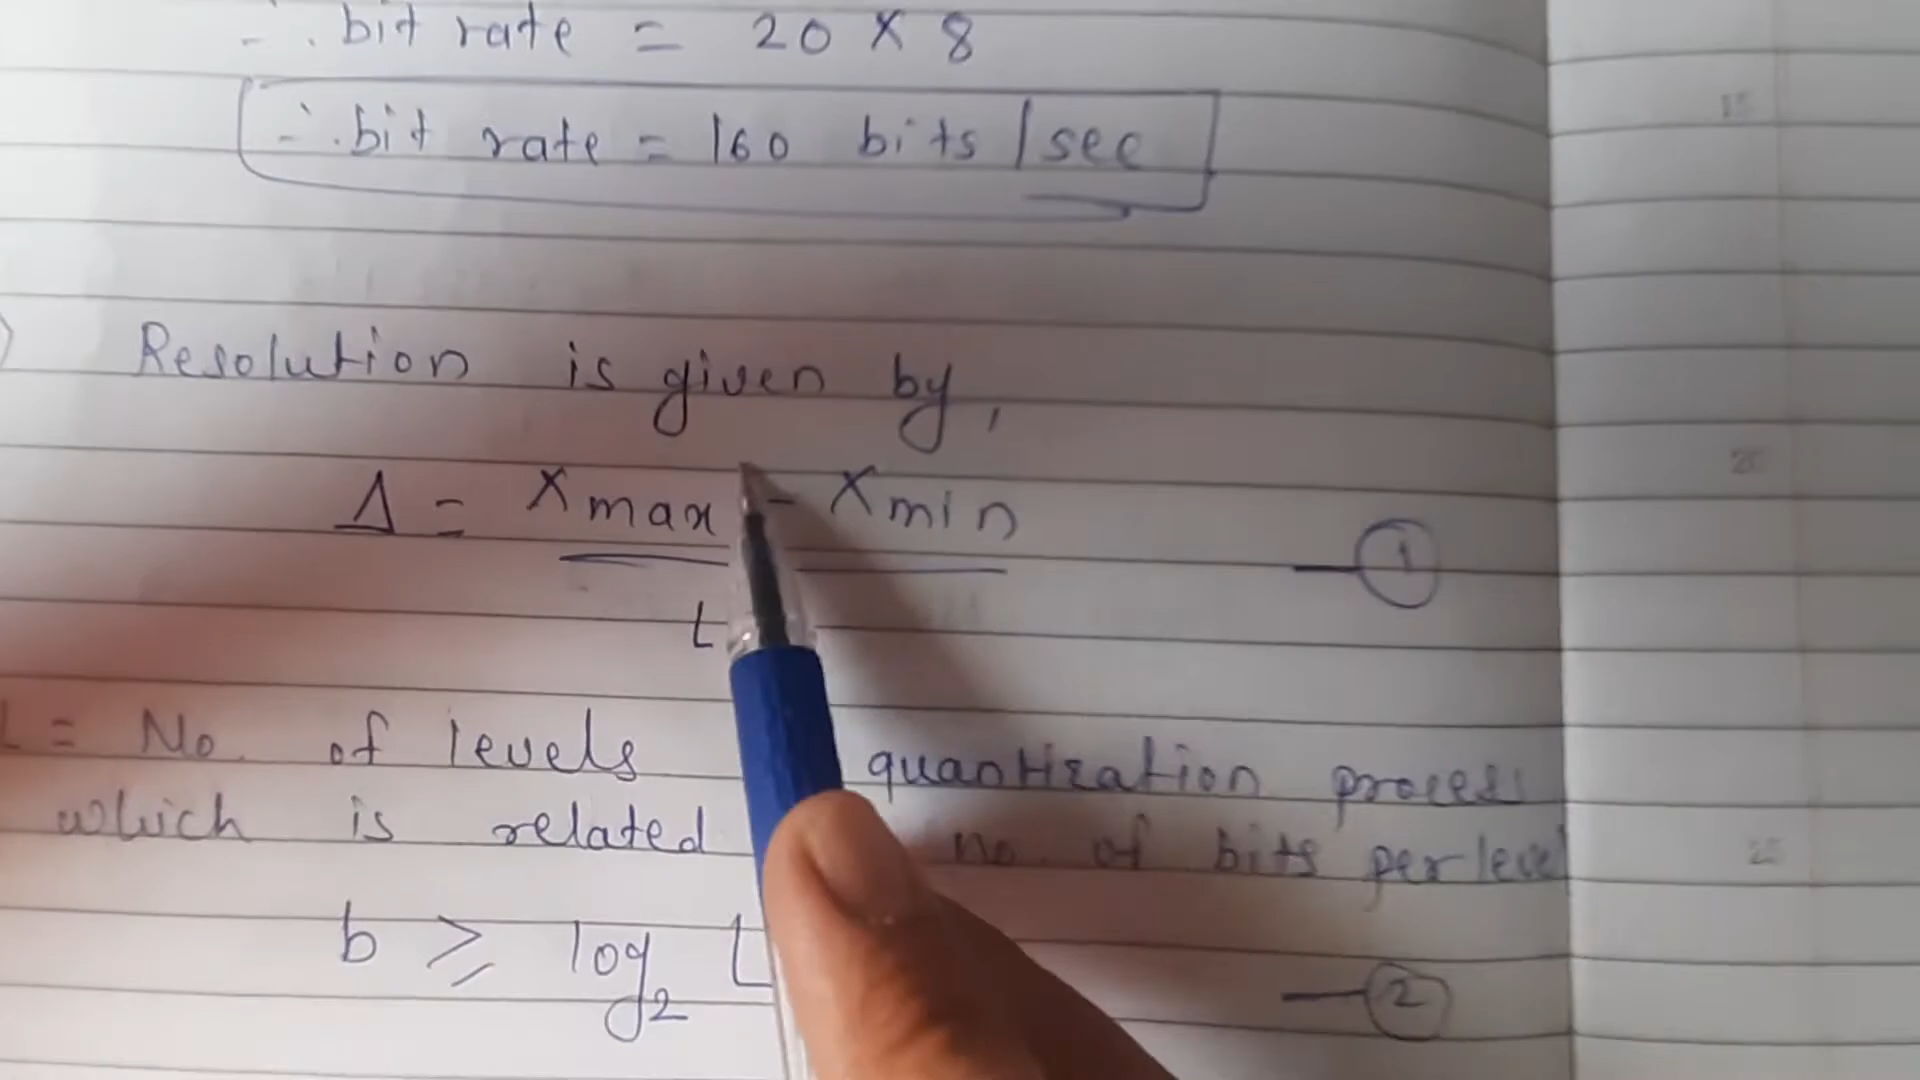 ∴ bit rate = 20 × 8
∴ bit rate = 160 bits / sec
Resolution is given by,
Δ = Xmax - Xmin
L
①
L = No. of levels quantization process
which is related no. of bits per level
b ≥ log₂ L
②